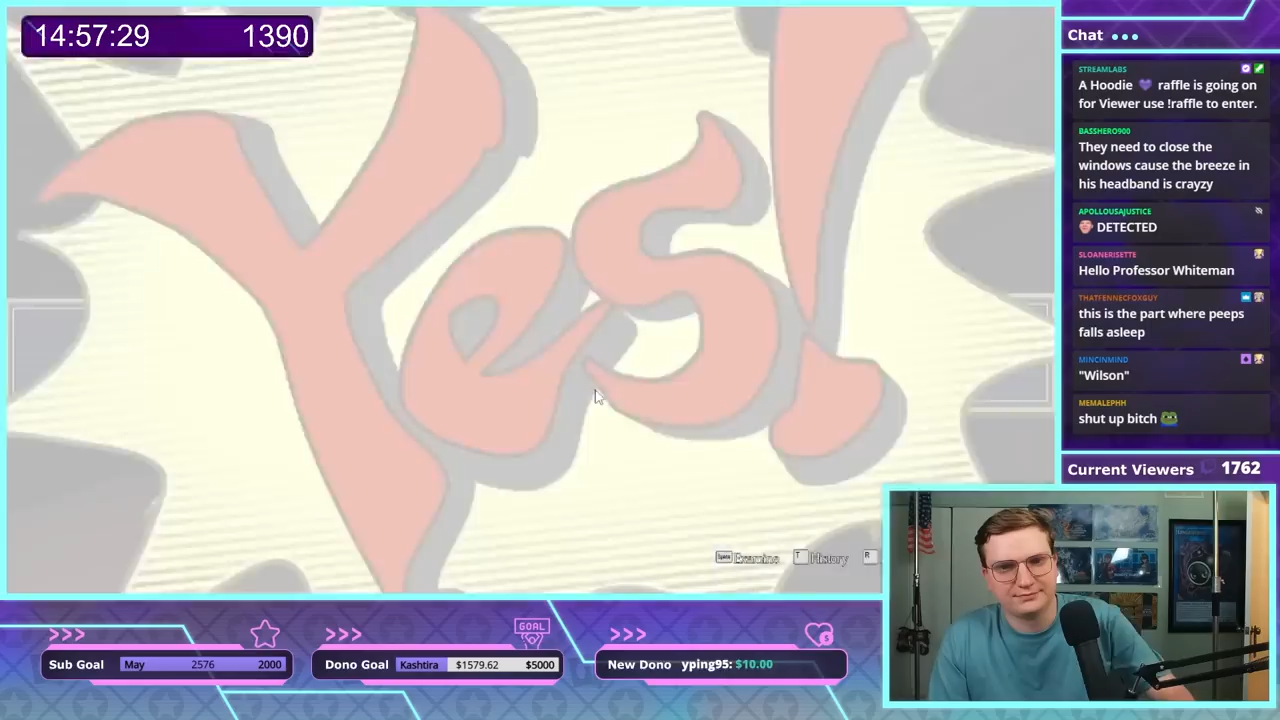 14:57:29 1390
Yes!
Examine
History
R
>>>
Sub Goal May 2576 2000
>>>
GOAL
Dono Goal Kashtira $1579.62 $5000
>>>
New Dono yping95: $10.00
Chat
STREAMLABS
A Hoodie 💜 raffle is going on
for Viewer use !raffle to enter.
BASSHERO900
They need to close the
windows cause the breeze in
his headband is crayzy
APOLLOUSAJUSTICE
DETECTED
SLOANERISETTE
Hello Professor Whiteman
THATFENNECFOXGUY
this is the part where peeps
falls asleep
MINCINMIND
"Wilson"
MEMALEPHH
shut up bitch
Current Viewers 1762